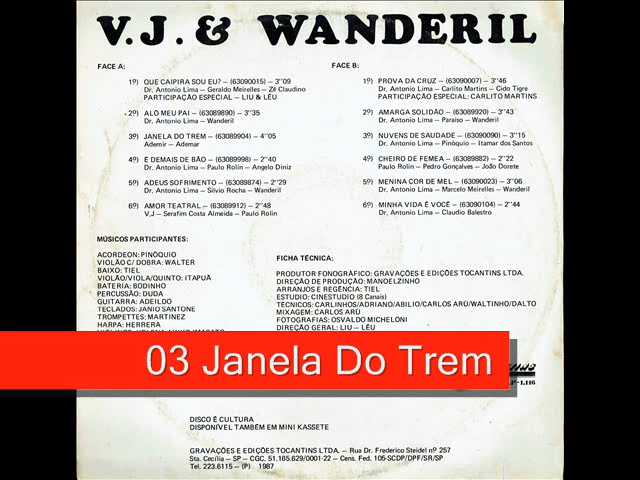 V.J. & WANDERIL
FACE A:
1º) QUE CAIPIRA SOU EU? – (63090015) – 3"09
Dr. Antonio Lima – Geraldo Meirelles – Zé Claudino
PARTICIPAÇÃO ESPECIAL – LIU & LÉU
2º) ALO MEU PAI – (63089890) – 3"35
Dr. Antonio Lima – Wanderil
3º) JANELA DO TREM – (63089904) – 4"05
Ademir – Ademar
4º) É DEMAIS DE BÃO – (63089998) – 2"40
Dr. Antonio Lima – Paulo Rolin – Angelo Diniz
5º) ADEUS SOFRIMENTO – (63089874) – 2"29
Dr. Antonio Lima – Silvio Rocha – Wanderil
6º) AMOR TEATRAL – (63089912) – 2"48
V.J – Serafim Costa Almeida – Paulo Rolin
FACE B:
1º) PROVA DA CRUZ – (63090007) – 3"46
Dr. Antonio Lima – Carlito Martins – Cido Tigre
PARTICIPAÇÃO ESPECIAL: CARLITO MARTINS
2º) AMARGA SOLIDÃO – (63089920) – 3"43
Dr. Antonio Lima – Paraiso – Wanderil
3º) NUVENS DE SAUDADE – (63090090) – 3"15
Dr. Antonio Lima – Pinóquio – Itamar dos Santos
4º) CHEIRO DE FEMEA – (63089882) – 2"22
Paulo Rolin – Pedro Gonçalves – João Dorete
5º) MENINA COR DE MEL – (63090023) – 3"06
Dr. Antonio Lima – Marcelo Meirelles – Wanderil
6º) MINHA VIDA É VOCÊ – (63090104) – 2"44
Dr. Antonio Lima – Claudio Balestro
MÚSICOS PARTICIPANTES:
ACORDEON: PINÓQUIO
VIOLÃO C/ DOBRA: WALTER
BAIXO: TIEL
VIOLÃO/VIOLA/QUINTO: ITAPUÃ
BATERIA: BODINHO
PERCUSSÃO: DUDA
GUITARRA: ADEILDO
TECLADOS: JANIO SANTONE
TROMPETTES: MARTINEZ
HARPA: HERRERA
FICHA TÉCNICA:
PRODUTOR FONOGRÁFICO: GRAVAÇÕES E EDIÇÕES TOCANTINS LTDA.
DIREÇÃO DE PRODUÇÃO: MANOELZINHO
ARRANJOS E REGÊNCIA: TIEL
ESTUDIO: CINESTUDIO (8 Canais)
TÉCNICOS: CARLINHOS/ADRIANO/ABILIO/CARLOS ARÚ/WALTINHO/DALTO
MIXAGEM: CARLOS ARÚ
FOTOGRAFIAS: OSVALDO MICHELONI
DIREÇÃO GERAL: LIU – LÉU
03 Janela Do Trem
LP-1.116
DISCO É CULTURA
DISPONÍVEL TAMBÉM EM MINI KASSETE
GRAVAÇÕES E EDIÇÕES TOCANTINS LTDA. – Rua Dr. Frederico Steidel nº 257
Sta. Cecília – SP – CGC. 51.165.629/0001-22 – Cens. Fed. 105-SCDP/DPF/SR/SP
Tel. 223.6115 – (P) 1987